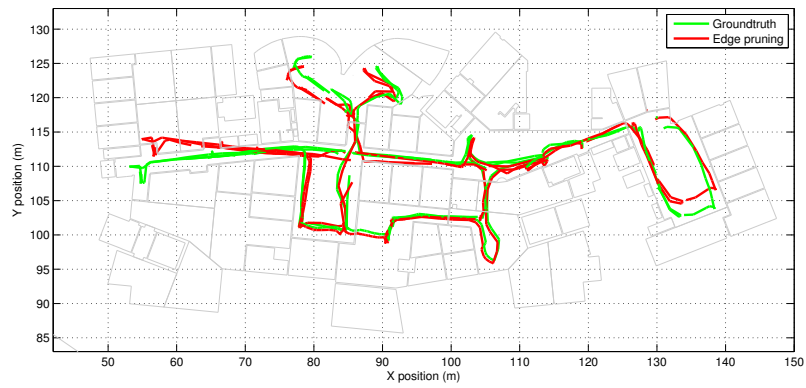 Groundtruth
Edge pruning
Y position (m)
130
125
120
115
110
105
100
95
90
85
50 60 70 80 90 100 110 120 130 140 150
X position (m)